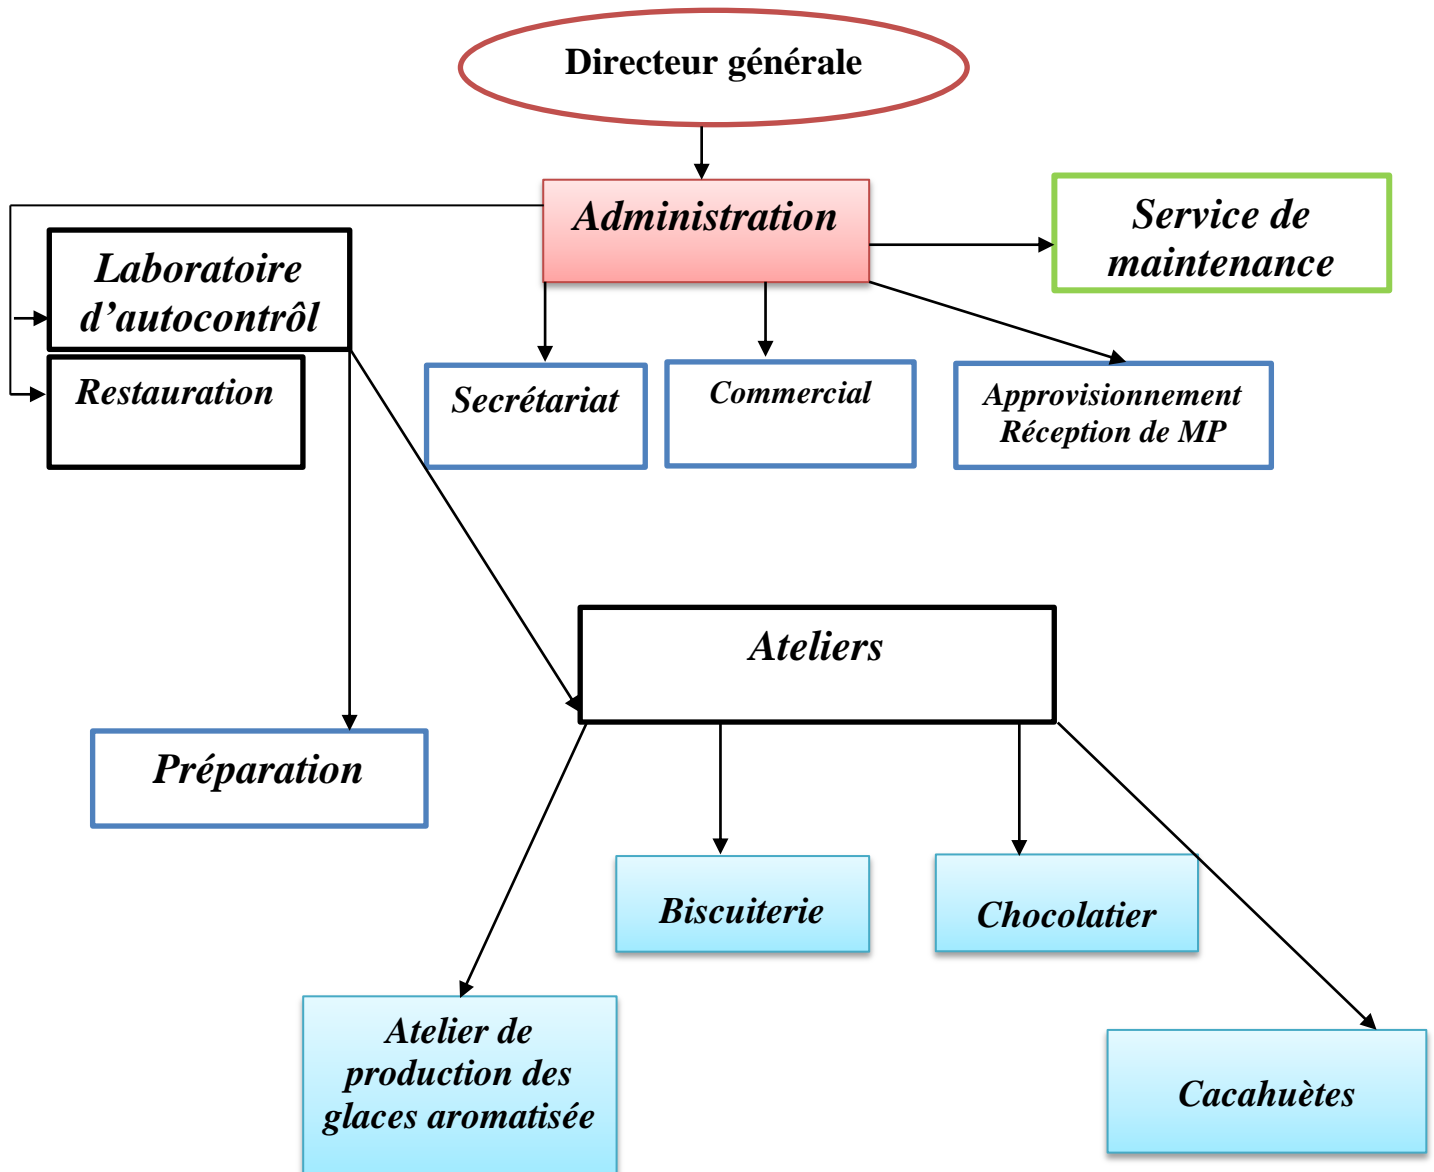 Directeur générale
Administration
Service de
maintenance
Laboratoire
d’autocontrôl
Restauration
Secrétariat
Commercial
Approvisionnement
Réception de MP
Ateliers
Préparation
Biscuiterie
Chocolatier
Atelier de
production des
glaces aromatisée
Cacahuètes